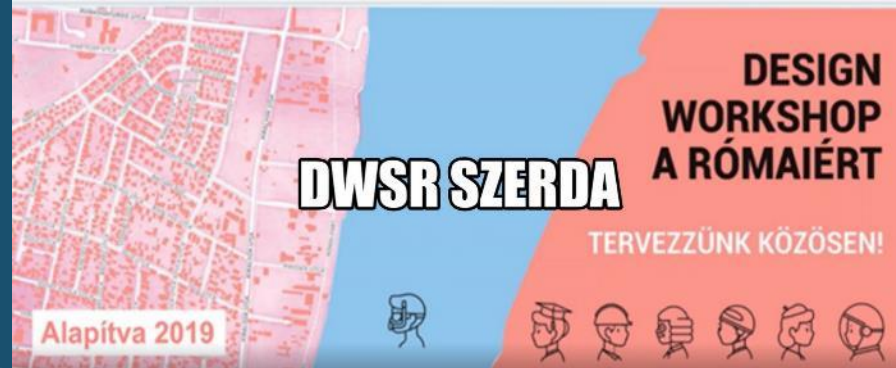 DESIGN
WORKSHOP
A RÓMAIÉRT
DWSR SZERDA
TERVEZZÜNK KÖZÖSEN!
Alapítva 2019